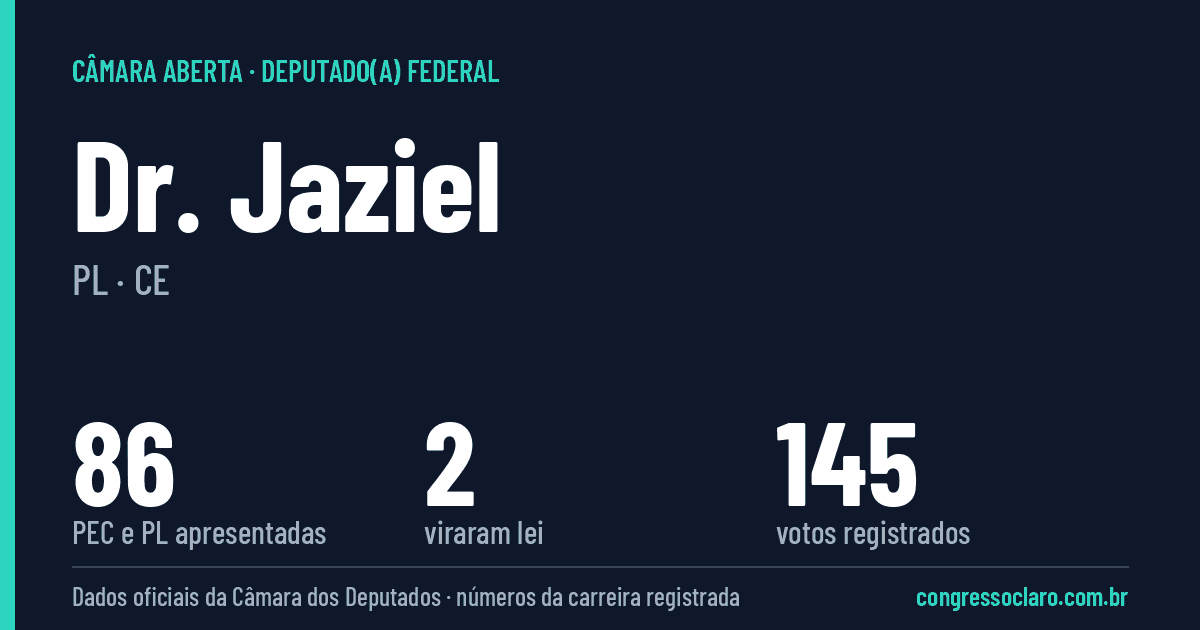 CÂMARA ABERTA · DEPUTADO(A) FEDERAL
Dr. Jaziel
PL · CE
86 2 145
PEC e PL apresentadas viraram lei votos registrados
Dados oficiais da Câmara dos Deputados · números da carreira registrada congressoclaro.com.br